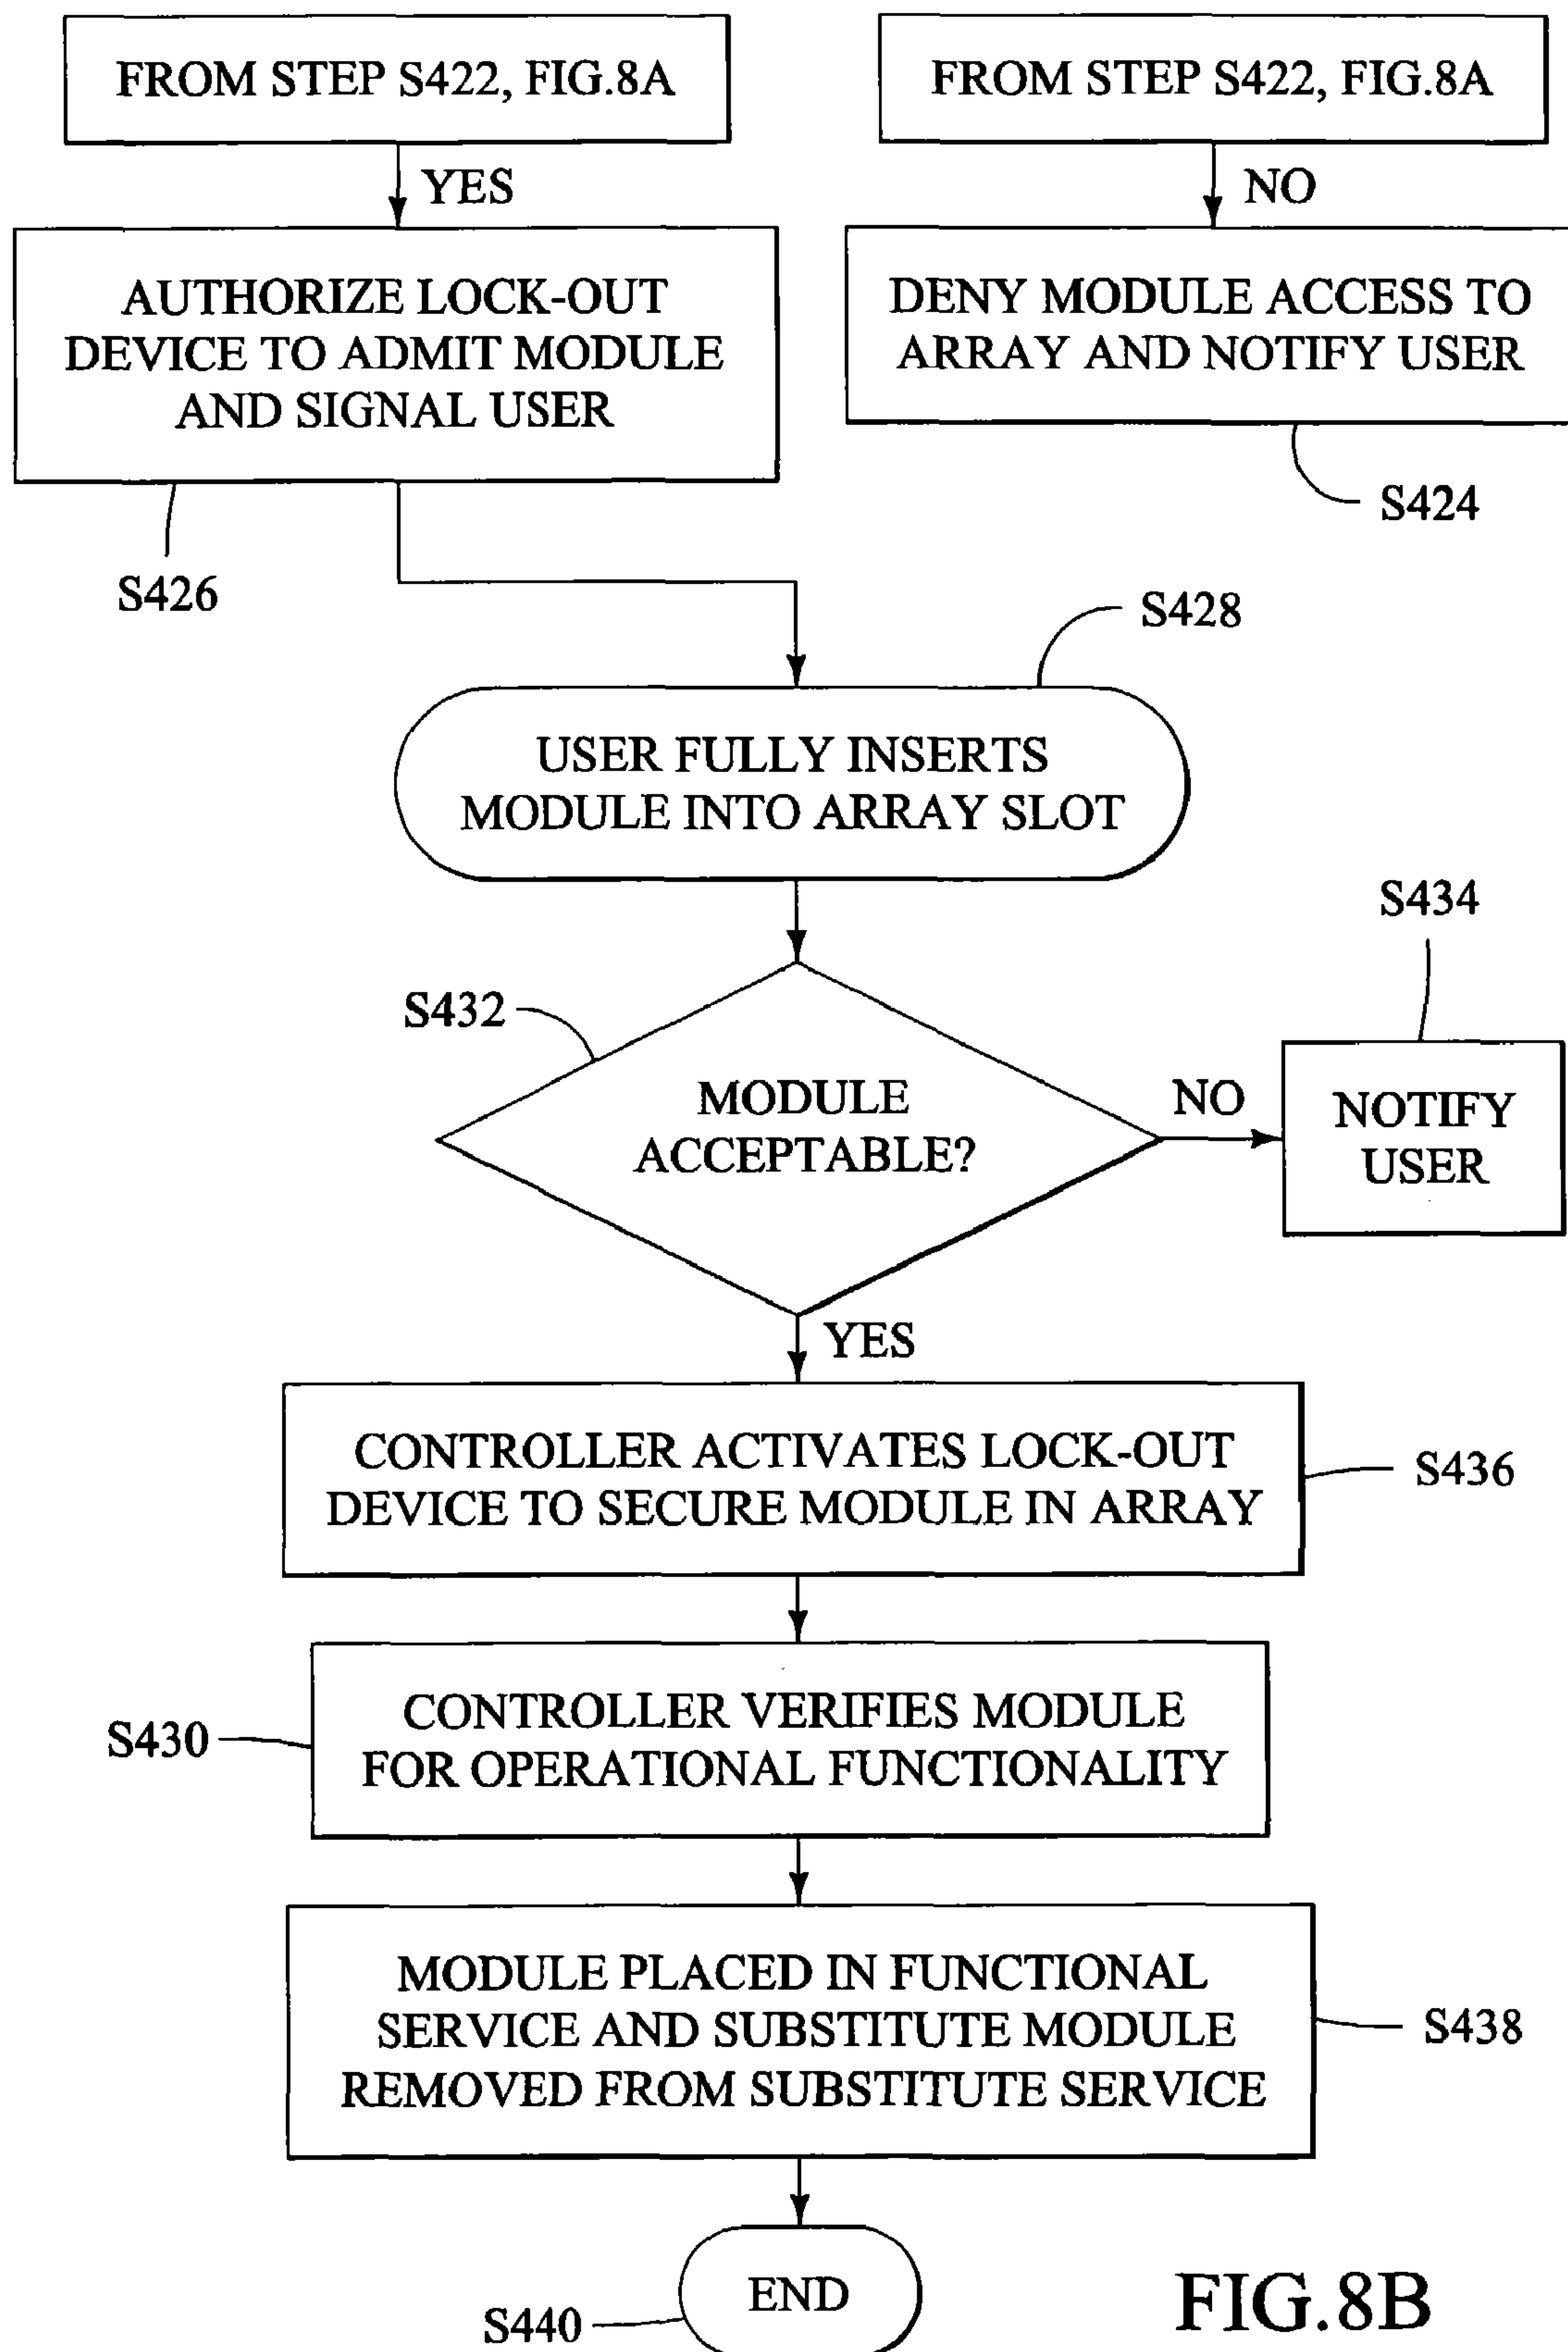 FROM STEP S422, FIG.8A
YES
AUTHORIZE LOCK-OUT
DEVICE TO ADMIT MODULE
AND SIGNAL USER
S426
FROM STEP S422, FIG.8A
NO
DENY MODULE ACCESS TO
ARRAY AND NOTIFY USER
S424
S428
USER FULLY INSERTS
MODULE INTO ARRAY SLOT
S432
MODULE
ACCEPTABLE?
NO
S434
NOTIFY
USER
YES
CONTROLLER ACTIVATES LOCK-OUT
DEVICE TO SECURE MODULE IN ARRAY
S436
S430
CONTROLLER VERIFIES MODULE
FOR OPERATIONAL FUNCTIONALITY
MODULE PLACED IN FUNCTIONAL
SERVICE AND SUBSTITUTE MODULE
REMOVED FROM SUBSTITUTE SERVICE
S438
END
S440
FIG.8B